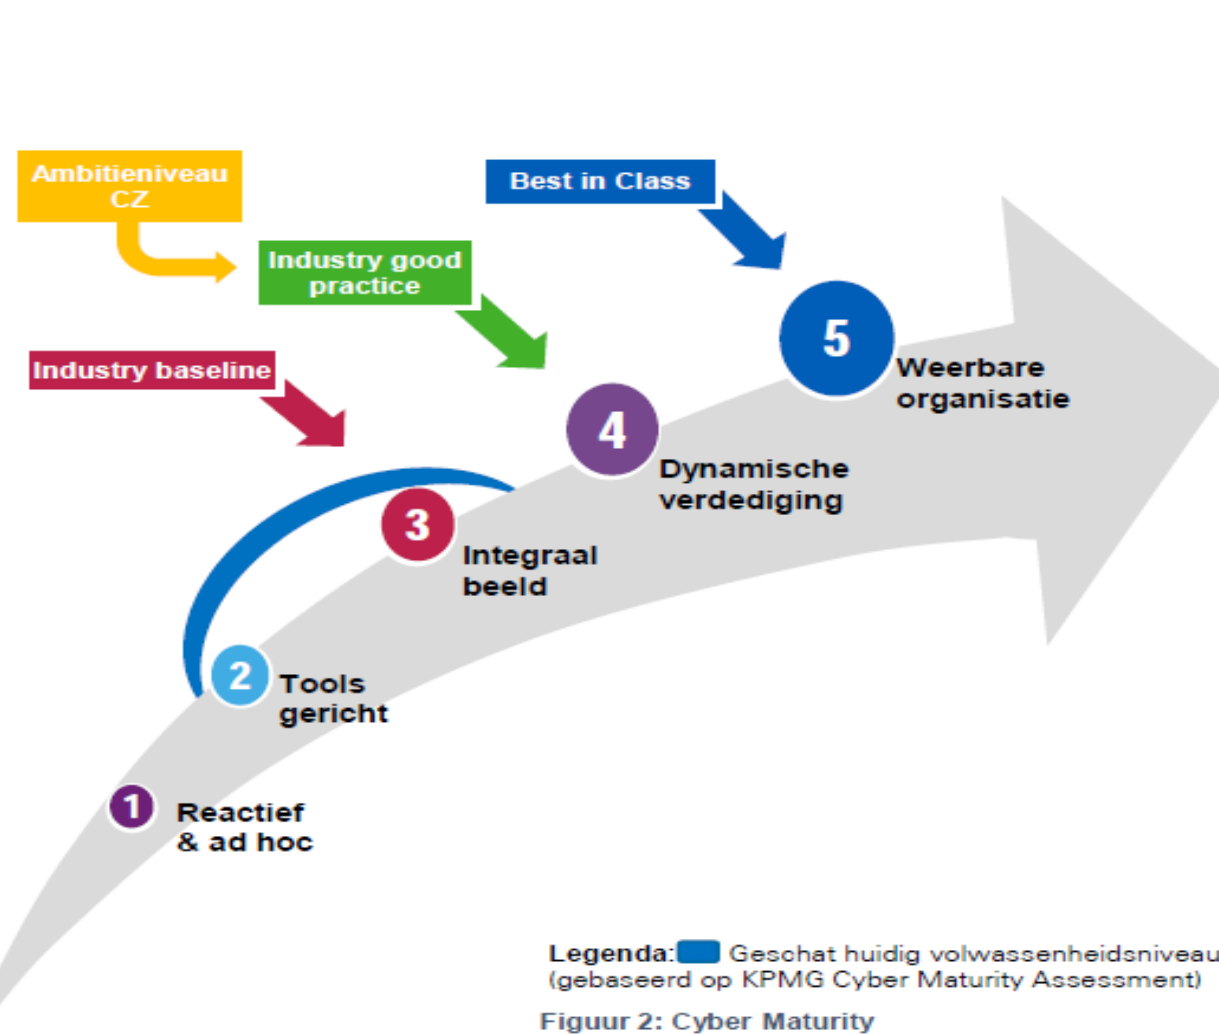 Ambitieniveau
CZ
Best in Class
Industry good
practice
Industry baseline
5
Weerbare
organisatie
4
Dynamische
verdediging
3
Integraal
beeld
2
Tools
gericht
1
Reactief
& ad hoc
Legenda: Geschat huidig volwassenheidsniveau
(gebaseerd op KPMG Cyber Maturity Assessment)
Figuur 2: Cyber Maturity